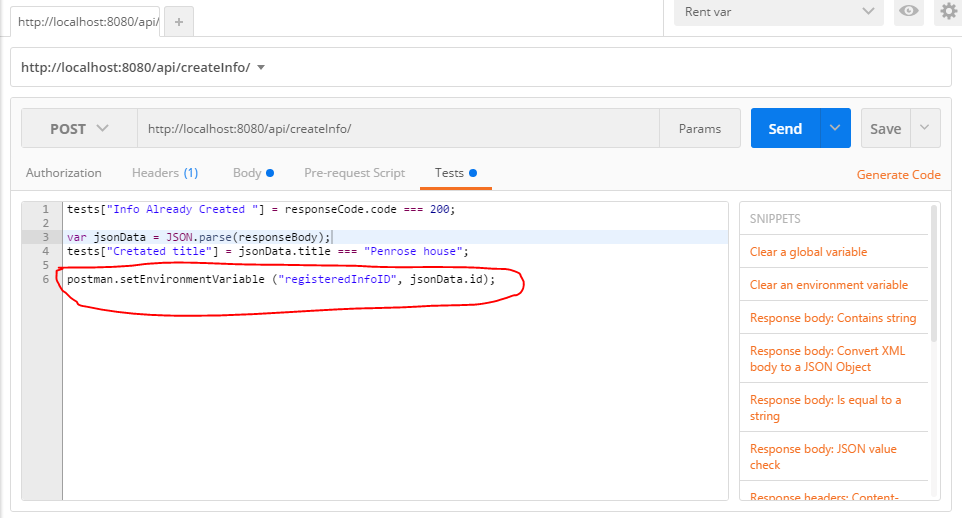 http://localhost:8080/api/
+
Rent var
http://localhost:8080/api/createInfo/
POST
http://localhost:8080/api/createInfo/
Params
Send
Save
Authorization
Headers (1)
Body
Pre-request Script
Tests
Generate Code
1 tests["Info Already Created "] = responseCode.code === 200;
2
3 var jsonData = JSON.parse(responseBody);
4 tests["Cretated title"] = jsonData.title === "Penrose house";
5
6 postman.setEnvironmentVariable ("registeredInfoID", jsonData.id);
SNIPPETS
Clear a global variable
Clear an environment variable
Response body: Contains string
Response body: Convert XML
body to a JSON Object
Response body: Is equal to a
string
Response body: JSON value
check
Response headers: Content-